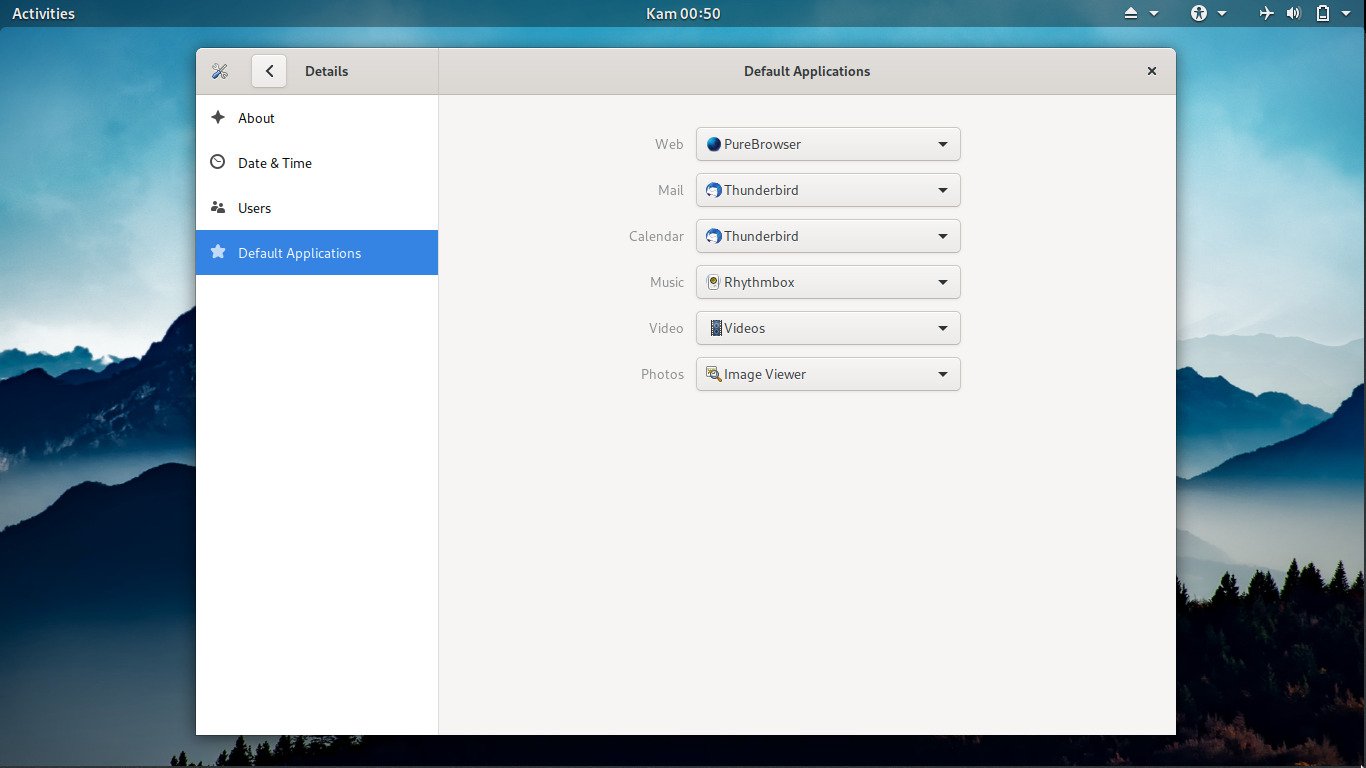 Activities
Kam 00:50
Details
Default Applications
About
Date & Time
Users
Default Applications
Web
PureBrowser
Mail
Thunderbird
Calendar
Thunderbird
Music
Rhythmbox
Video
Videos
Photos
Image Viewer